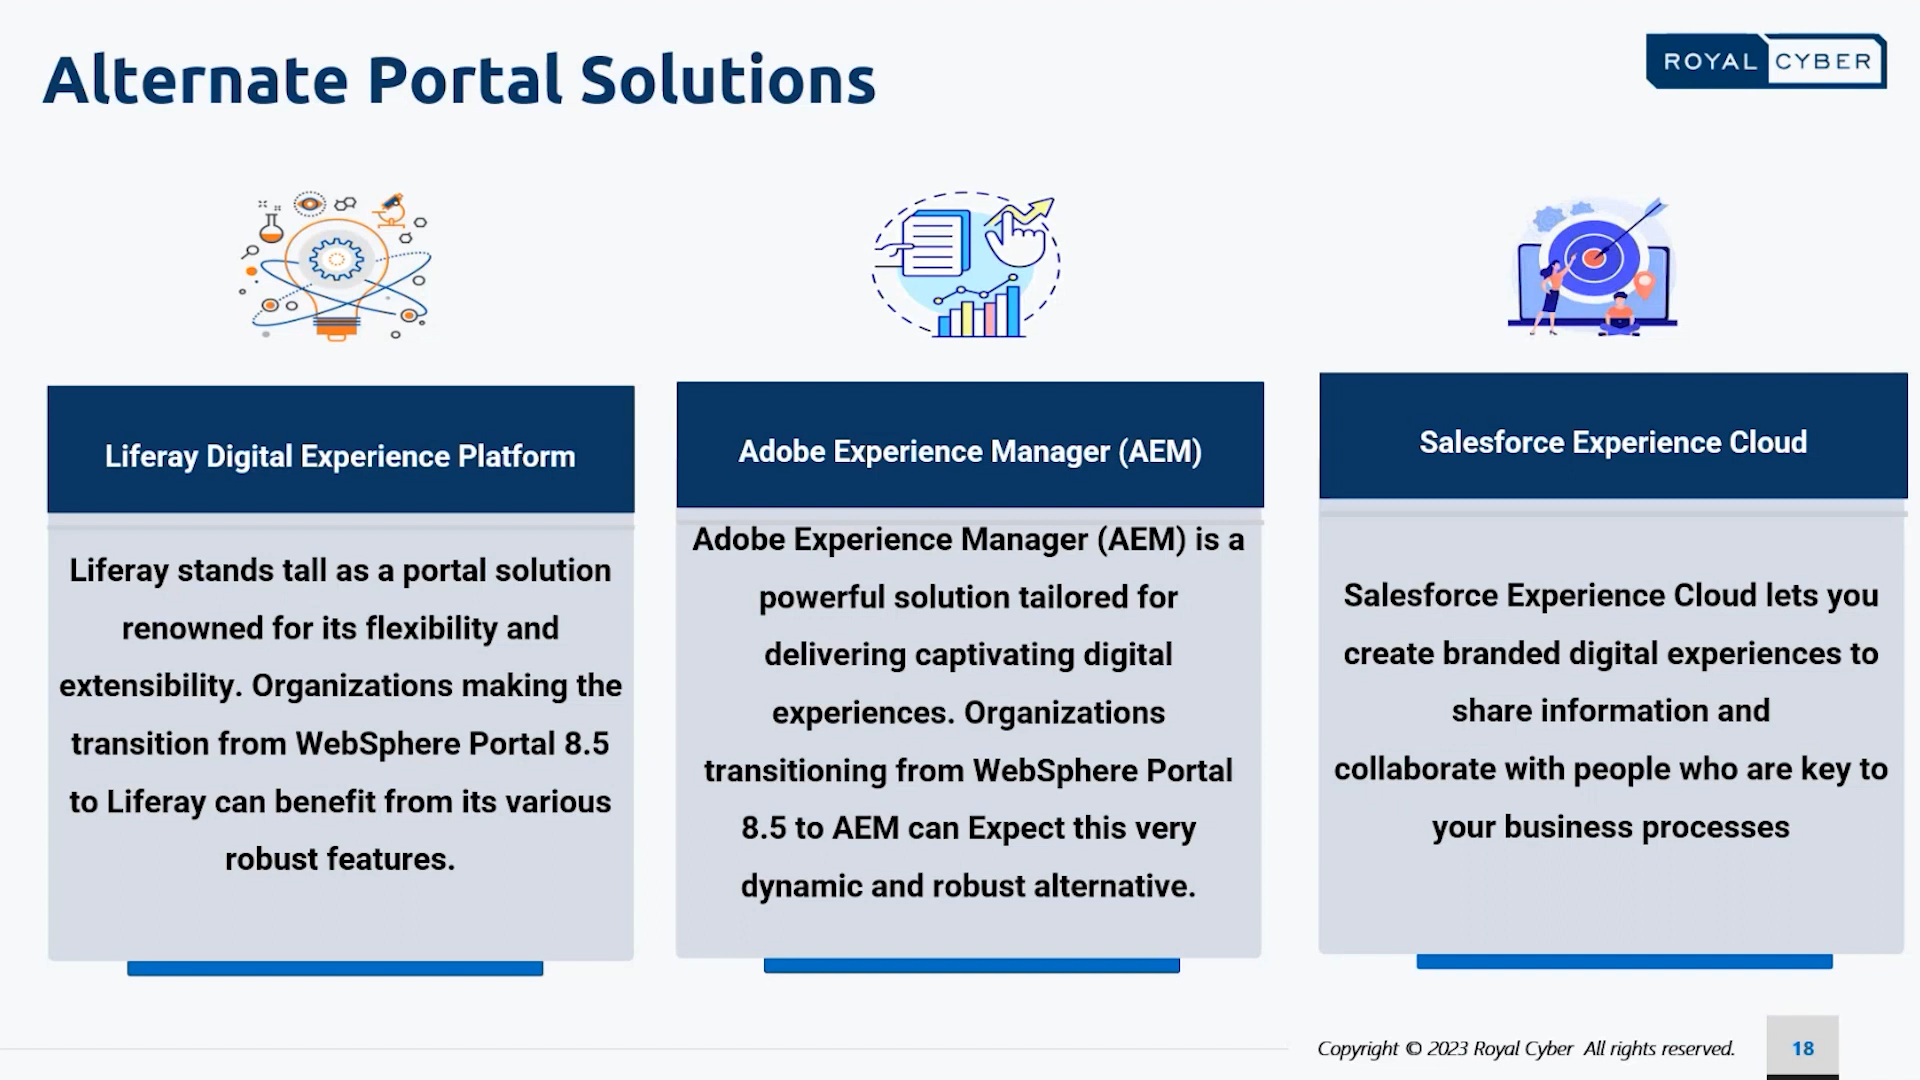 Alternate Portal Solutions
ROYAL CYBER
Liferay Digital Experience Platform
Liferay stands tall as a portal solution
renowned for its flexibility and
extensibility. Organizations making the
transition from WebSphere Portal 8.5
to Liferay can benefit from its various
robust features.
Adobe Experience Manager (AEM)
Adobe Experience Manager (AEM) is a
powerful solution tailored for
delivering captivating digital
experiences. Organizations
transitioning from WebSphere Portal
8.5 to AEM can Expect this very
dynamic and robust alternative.
Salesforce Experience Cloud
Salesforce Experience Cloud lets you
create branded digital experiences to
share information and
collaborate with people who are key to
your business processes
Copyright © 2023 Royal Cyber All rights reserved.
18